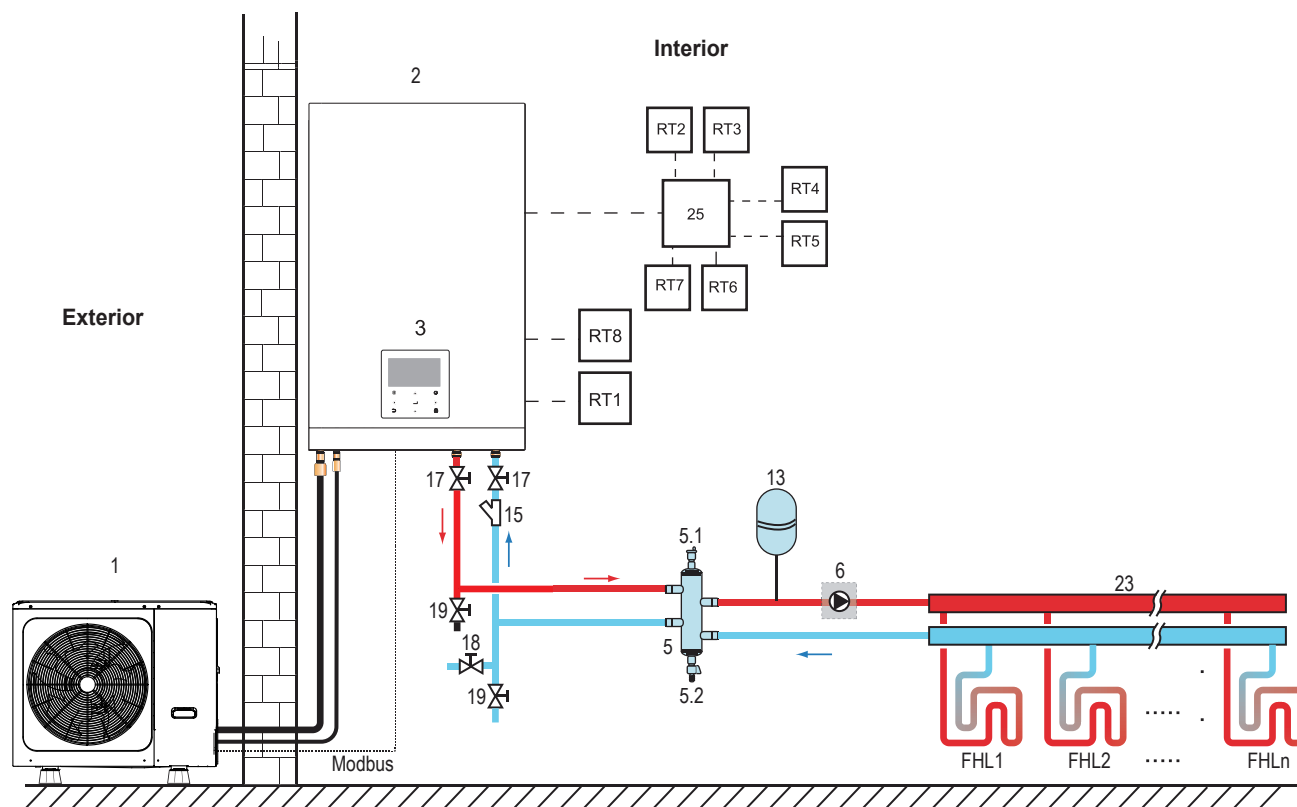 Interior
2
RT2
RT3
RT4
25
RT5
RT7
RT6
Exterior
3
RT8
RT1
17
17
13
15
5.1
1
6
23
19
18
5
19
5.2
Modbus
FHL1
FHL2
.....
.....
FHLn